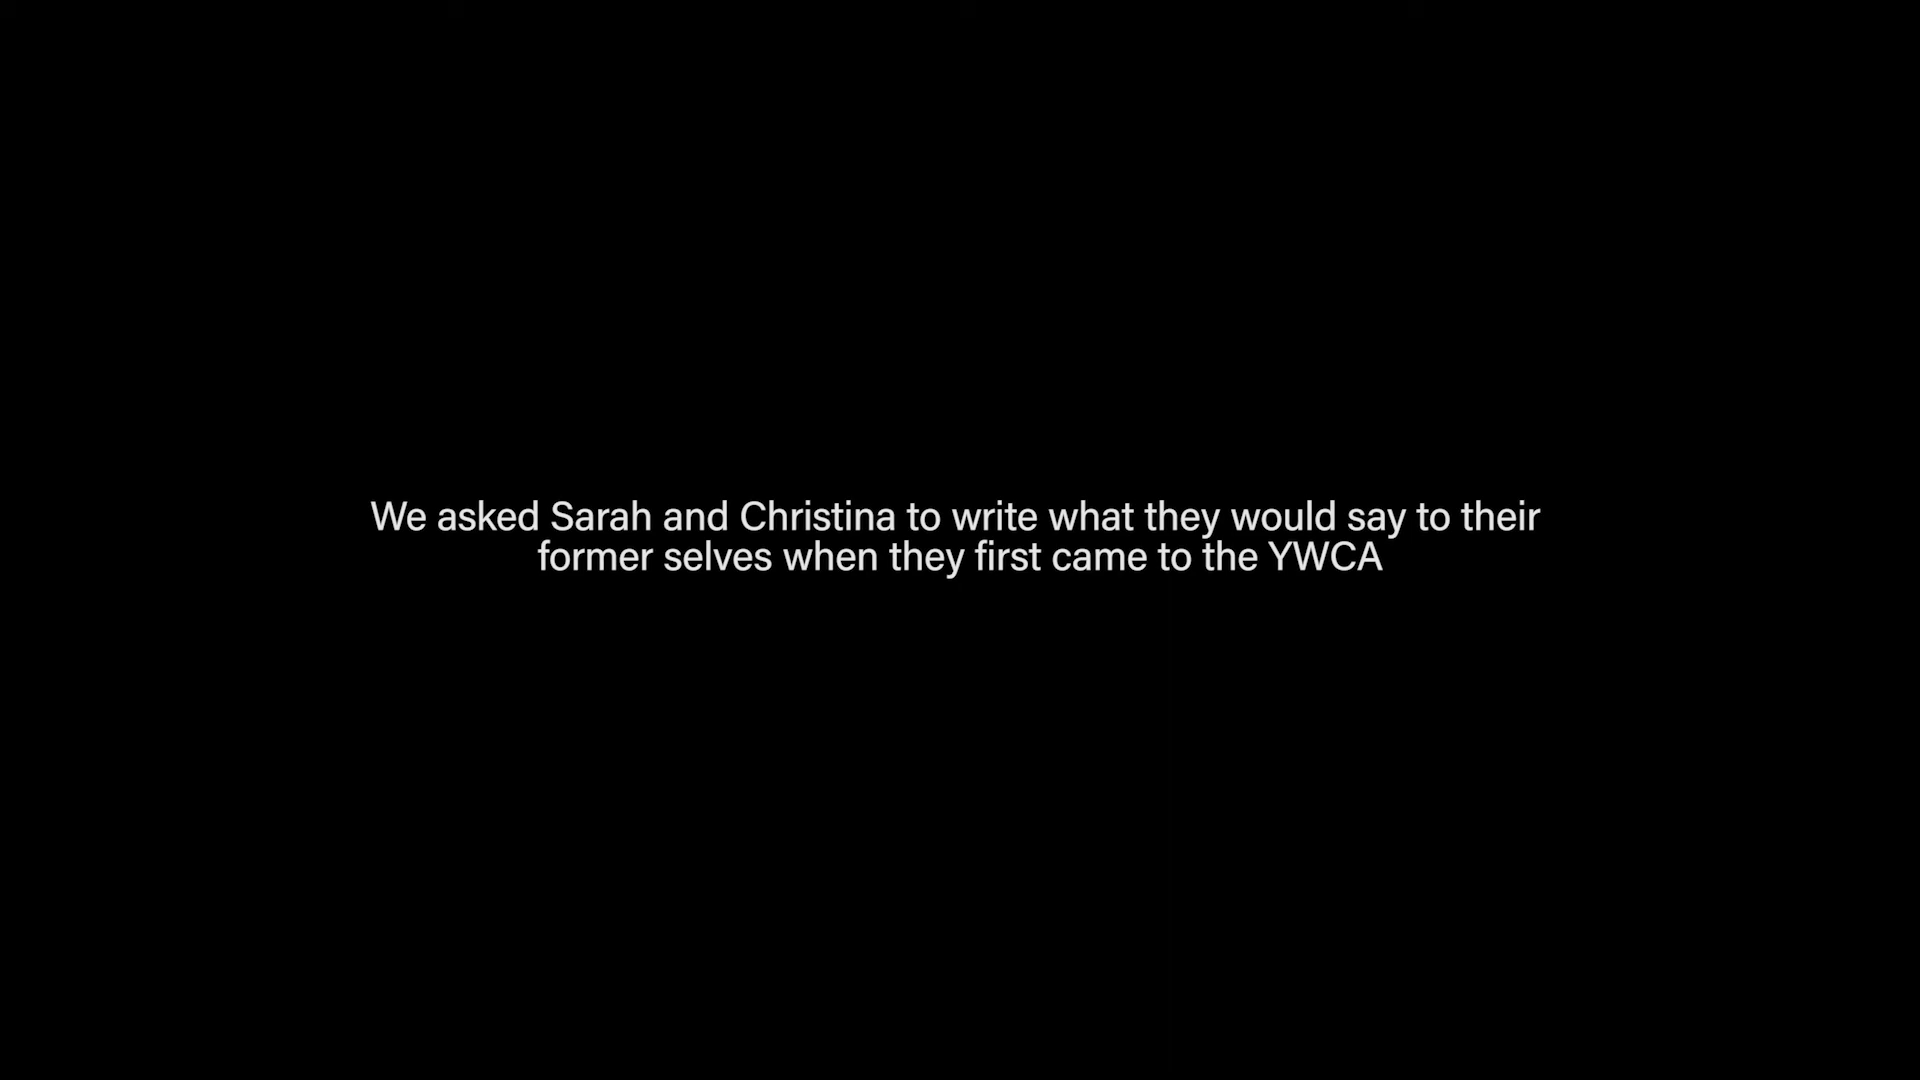 We asked Sarah and Christina to write what they would say to their
former selves when they first came to the YWCA